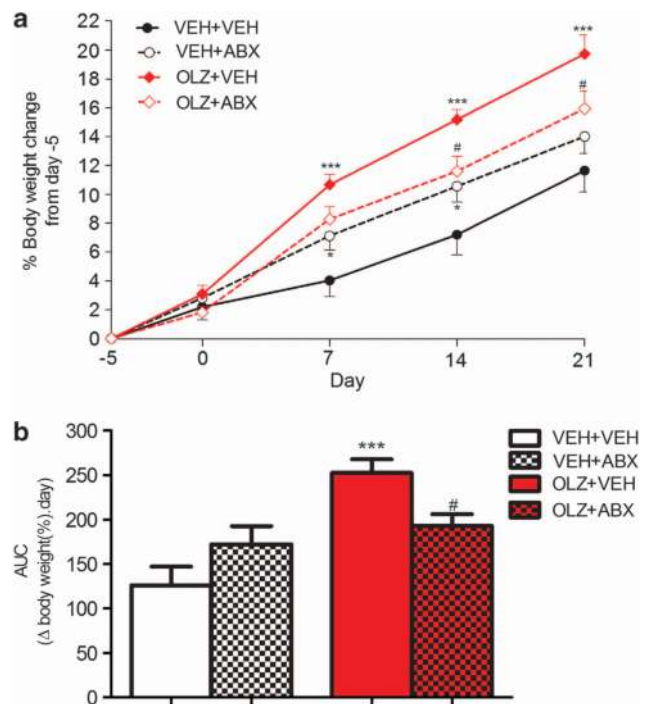 a
VEH+VEH
VEH+ABX
OLZ+VEH
OLZ+ABX
% Body weight change
from day -5
22
20
18
16
14
12
10
8
6
4
2
0
***
***
***
#
#
*
*
-5 0 7 14 21
Day
b
AUC
(Δ body weight(%).day)
300
250
200
150
100
50
0
***
#
VEH+VEH
VEH+ABX
OLZ+VEH
OLZ+ABX